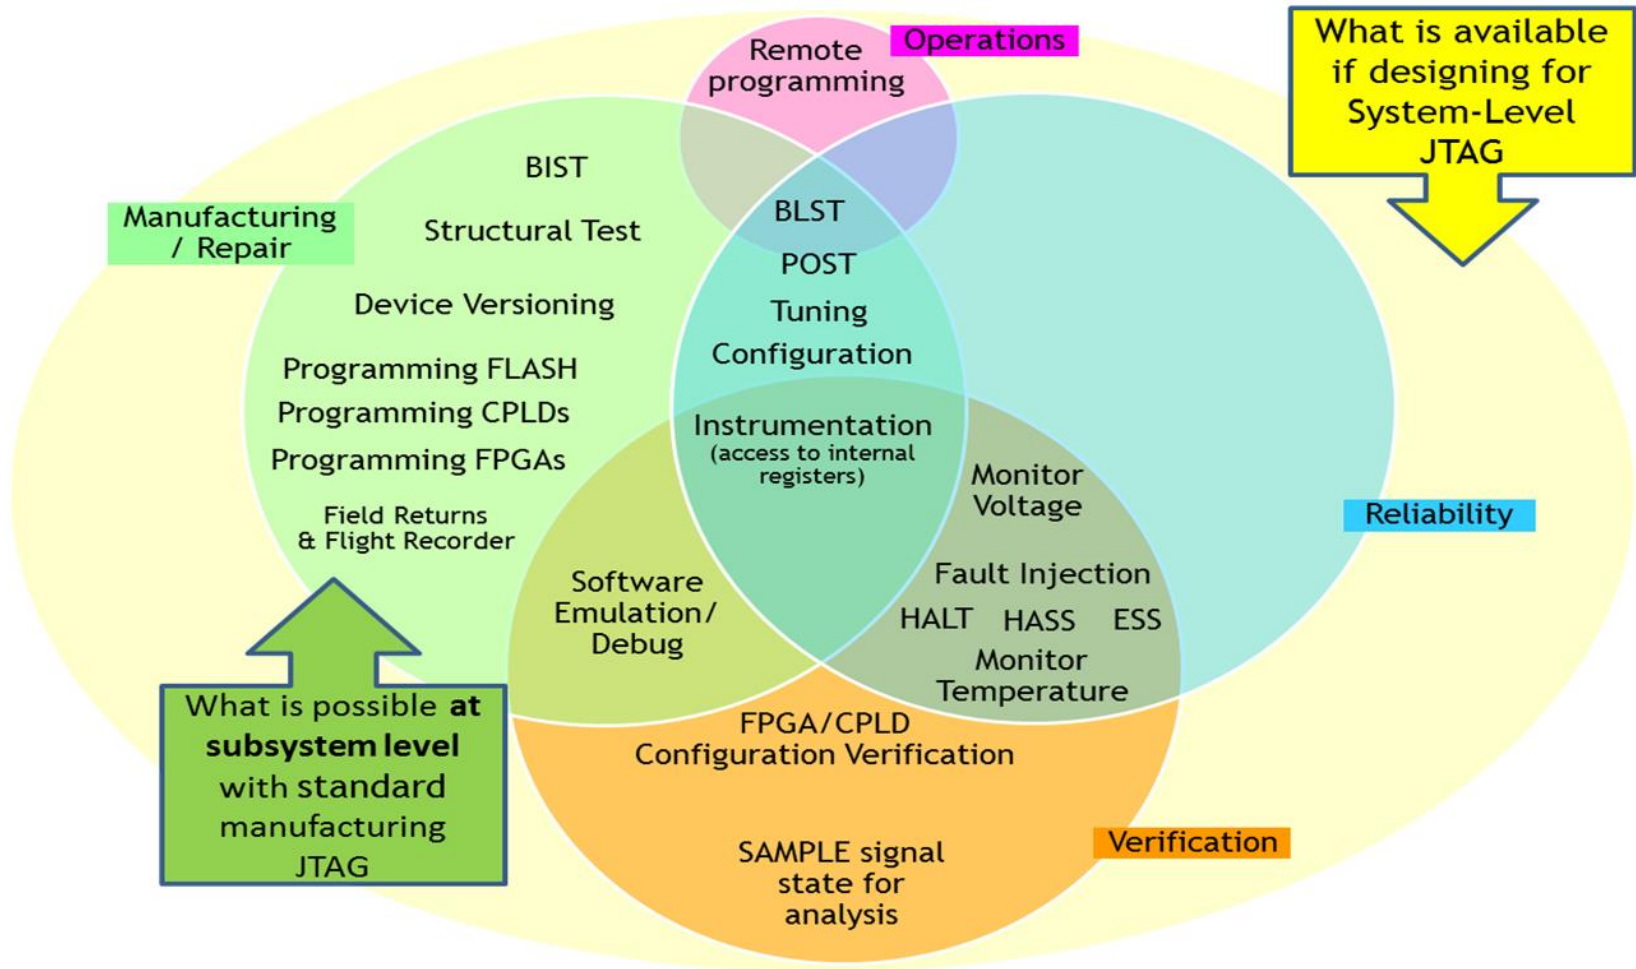 Remote
programming
Operations
What is available
if designing for
System-Level
JTAG
BIST
Manufacturing
/ Repair
Structural Test
BLST
POST
Device Versioning
Tuning
Configuration
Programming FLASH
Programming CPLDs
Programming FPGAs
Instrumentation
(access to internal
registers)
Monitor
Voltage
Reliability
Field Returns
& Flight Recorder
Software
Emulation/
Debug
Fault Injection
HALT HASS ESS
Monitor
Temperature
What is possible at
subsystem level
with standard
manufacturing
JTAG
FPGA/CPLD
Configuration Verification
Verification
SAMPLE signal
state for
analysis